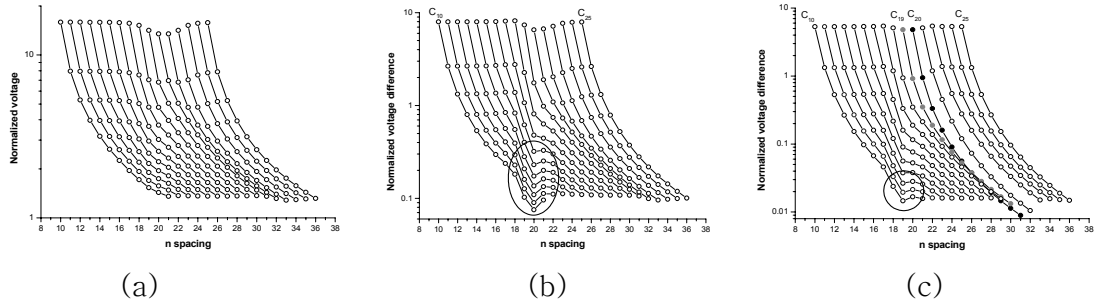 Normalized voltage
10
1
8 10 12 14 16 18 20 22 24 26 28 30 32 34 36 38
n spacing
(a)
Normalized voltage difference
C10
C25
10
1
0.1
8 10 12 14 16 18 20 22 24 26 28 30 32 34 36 38
n spacing
(b)
Normalized voltage difference
C10
C19
C20
C25
10
1
0.1
0.01
8 10 12 14 16 18 20 22 24 26 28 30 32 34 36 38
n spacing
(c)